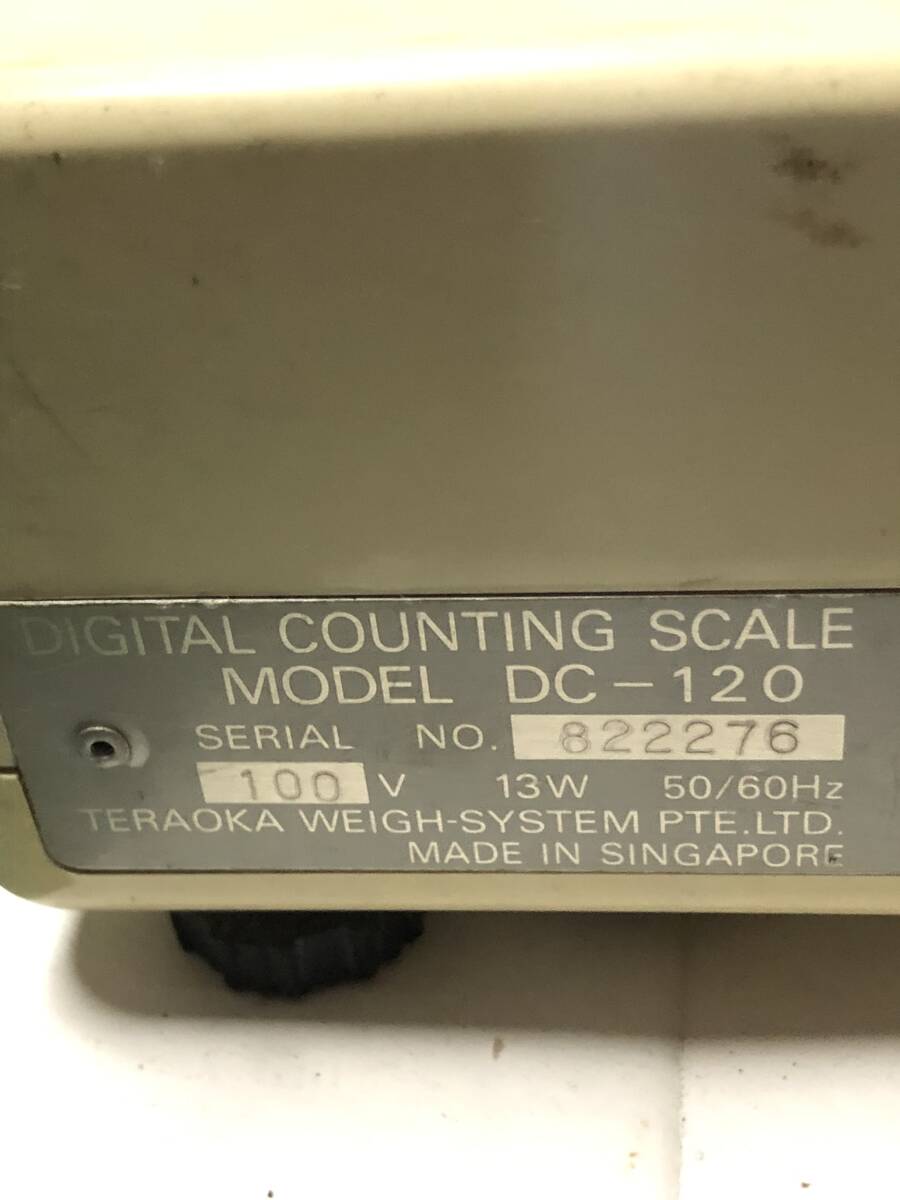 DIGITAL COUNTING SCALE
MODEL DC-120
SERIAL NO. 822276
100 V 13W 50/60Hz
TERAOKA WEIGH-SYSTEM PTE.LTD.
MADE IN SINGAPORE